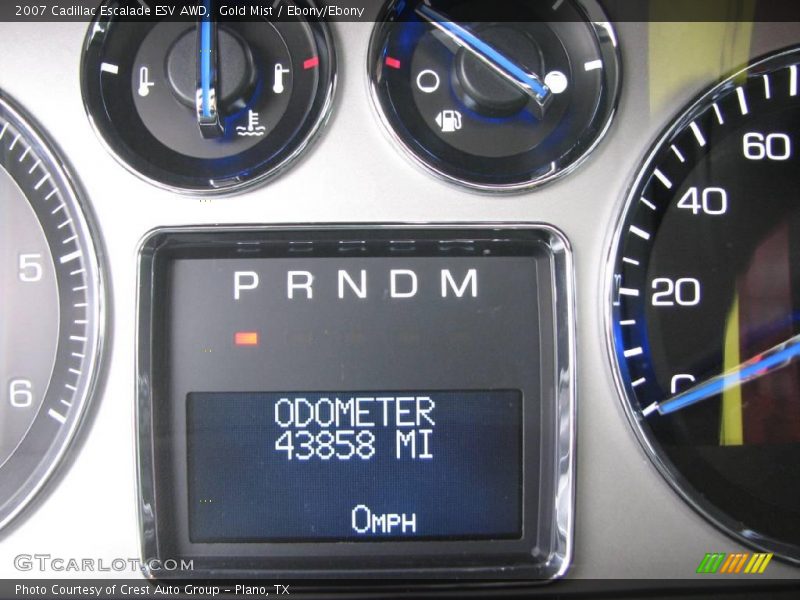 2007 Cadillac Escalade ESV AWD, Gold Mist / Ebony/Ebony
60
40
20
0
5
6
P R N D M
ODOMETER
43858 MI
0MPH
GTCARLOT.COM
Photo Courtesy of Crest Auto Group - Plano, TX